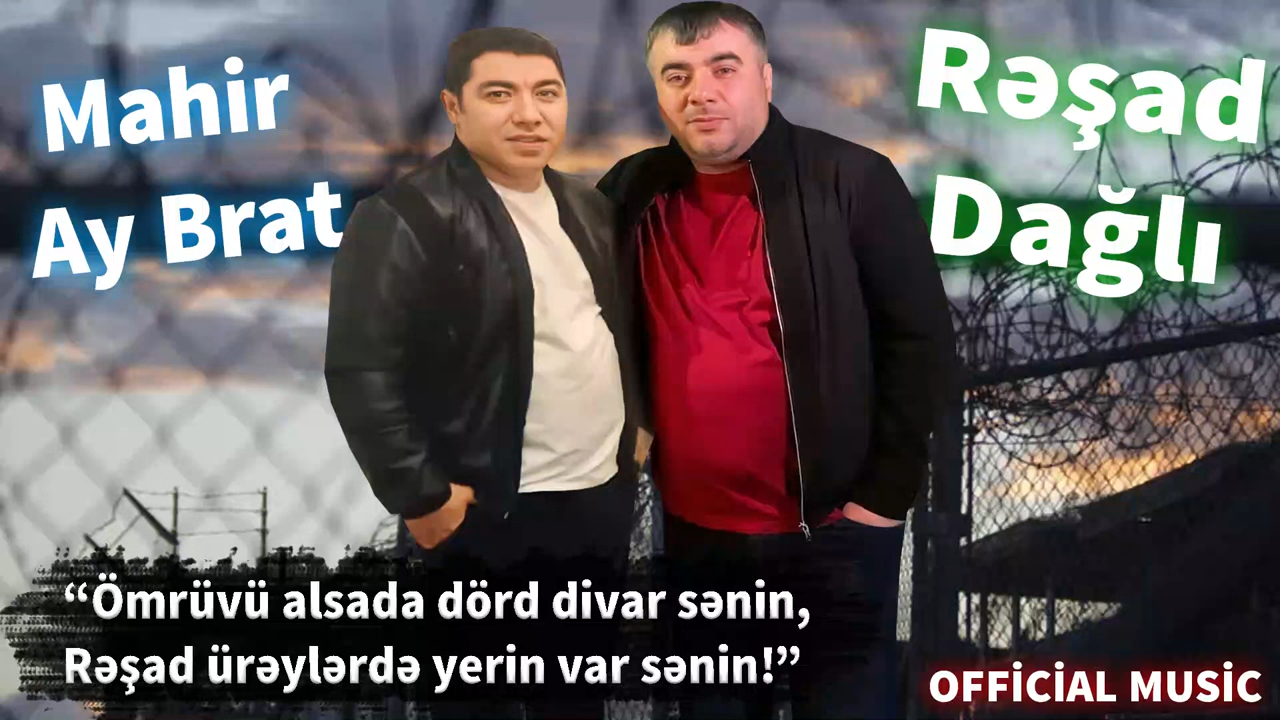 Mahir
Ay Brat
Rəşad
Dağlı
“Ömrüvü alsada dörd divar sənin,
Rəşad ürəylərdə yerin var sənin!”
OFFİCİAL MUSİC